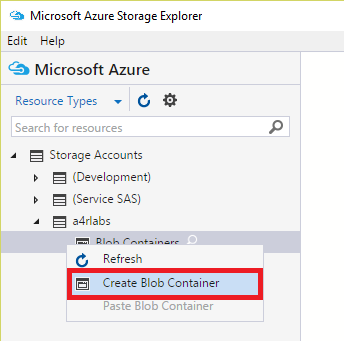 Microsoft Azure Storage Explorer
Edit Help
Microsoft Azure
Resource Types
Search for resources
Storage Accounts
(Development)
(Service SAS)
a4rlabs
Blob Containers
Refresh
Create Blob Container
Paste Blob Container